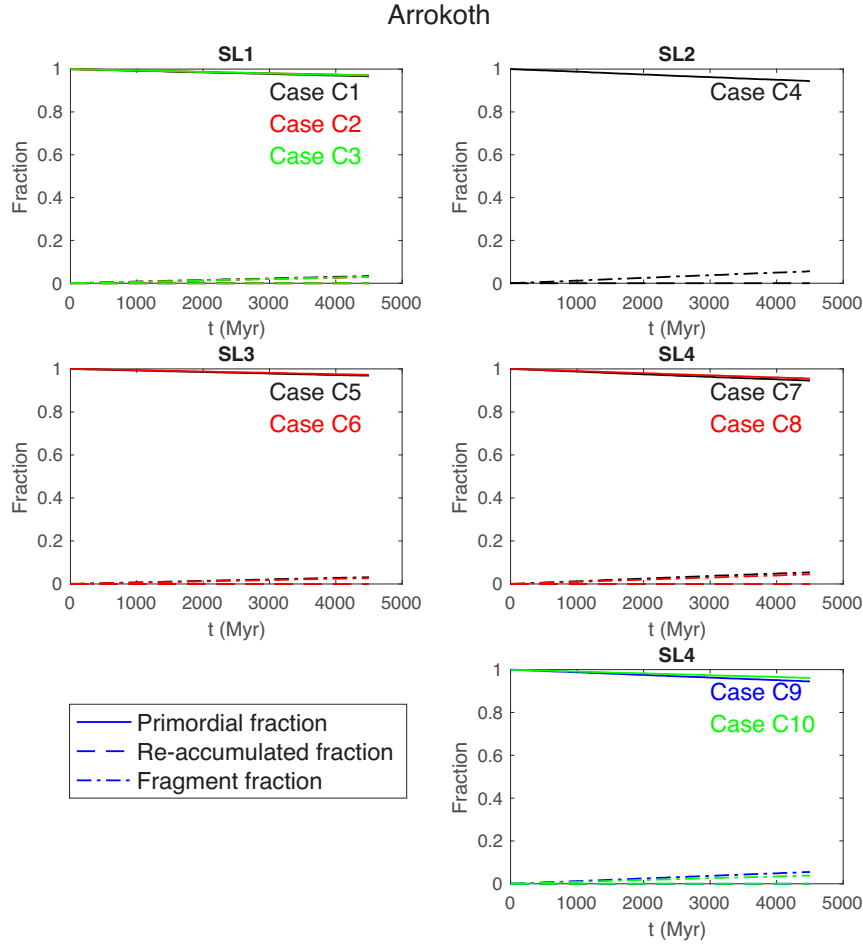 Arrokoth
SL1
1
0.8
0.6
0.4
0.2
0
Fraction
Case C1
Case C2
Case C3
0 1000 2000 3000 4000 5000
t (Myr)
SL2
1
0.8
0.6
0.4
0.2
0
Fraction
Case C4
0 1000 2000 3000 4000 5000
t (Myr)
SL3
1
0.8
0.6
0.4
0.2
0
Fraction
Case C5
Case C6
0 1000 2000 3000 4000 5000
t (Myr)
SL4
1
0.8
0.6
0.4
0.2
0
Fraction
Case C7
Case C8
0 1000 2000 3000 4000 5000
t (Myr)
Primordial fraction
Re-accumulated fraction
Fragment fraction
SL4
1
0.8
0.6
0.4
0.2
0
Fraction
Case C9
Case C10
0 1000 2000 3000 4000 5000
t (Myr)